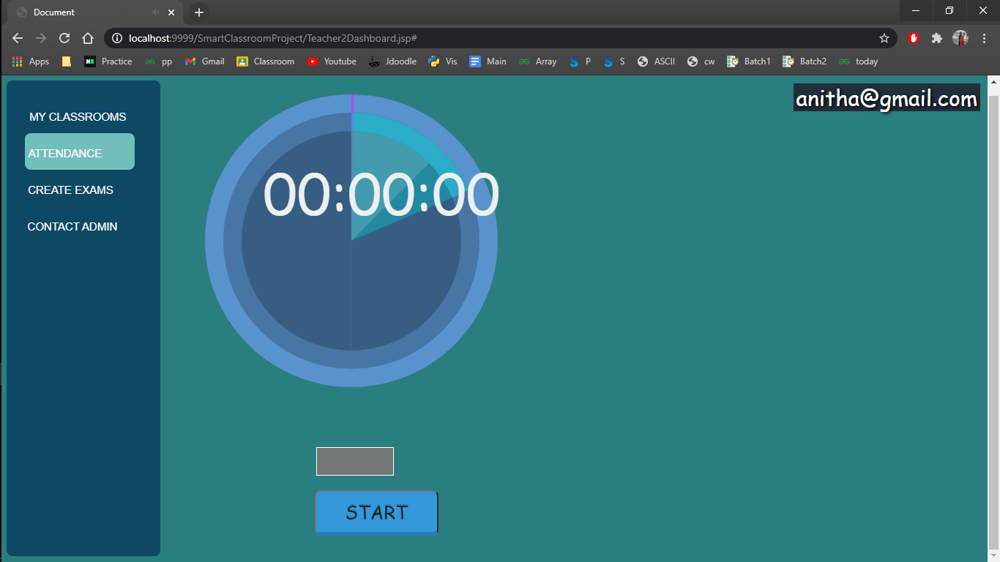 Document
localhost:9999/SmartClassroomProject/Teacher2Dashboard.jsp#
Apps Practice pp Gmail Classroom Youtube Jdoodle Vis Main Array P S ASCII cw Batch1 Batch2 today
anitha@gmail.com
MY CLASSROOMS
ATTENDANCE
CREATE EXAMS
CONTACT ADMIN
00:00:00
START